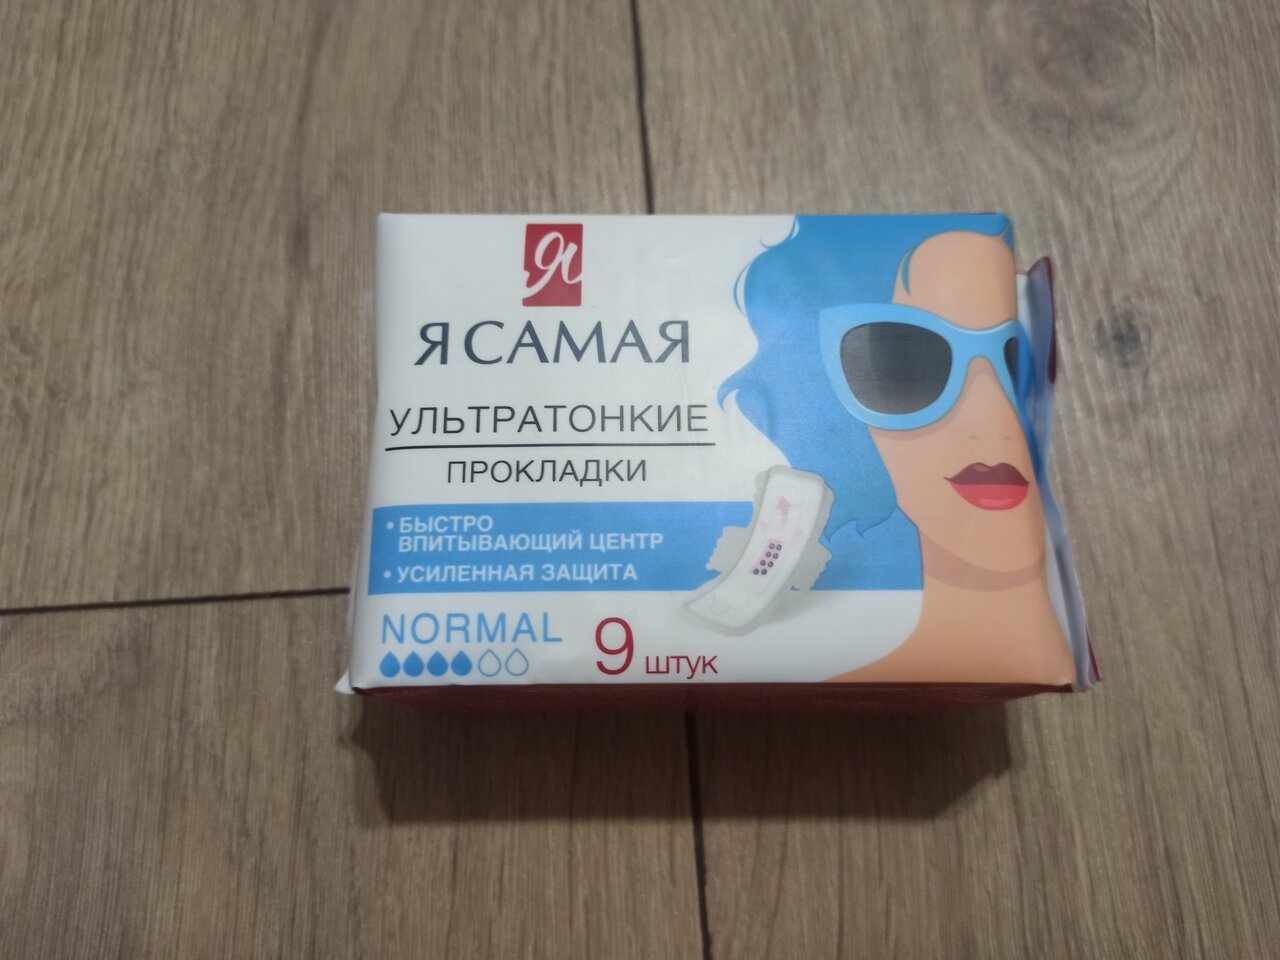 Я
Я САМАЯ
УЛЬТРАТОНКИЕ
ПРОКЛАДКИ
• БЫСТРО
ВПИТЫВАЮЩИЙ ЦЕНТР
• УСИЛЕННАЯ ЗАЩИТА
NORMAL
9 штук